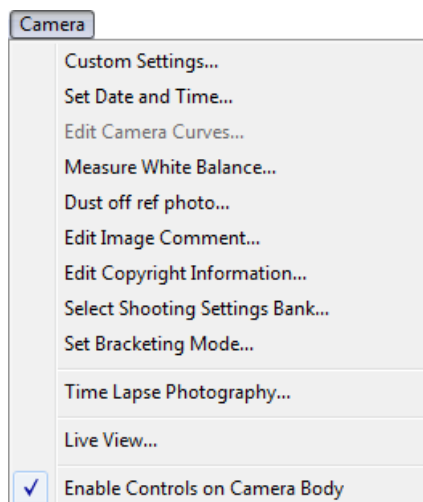 Camera
Custom Settings...
Set Date and Time...
Edit Camera Curves...
Measure White Balance...
Dust off ref photo...
Edit Image Comment...
Edit Copyright Information...
Select Shooting Settings Bank...
Set Bracketing Mode...
Time Lapse Photography...
Live View...
Enable Controls on Camera Body